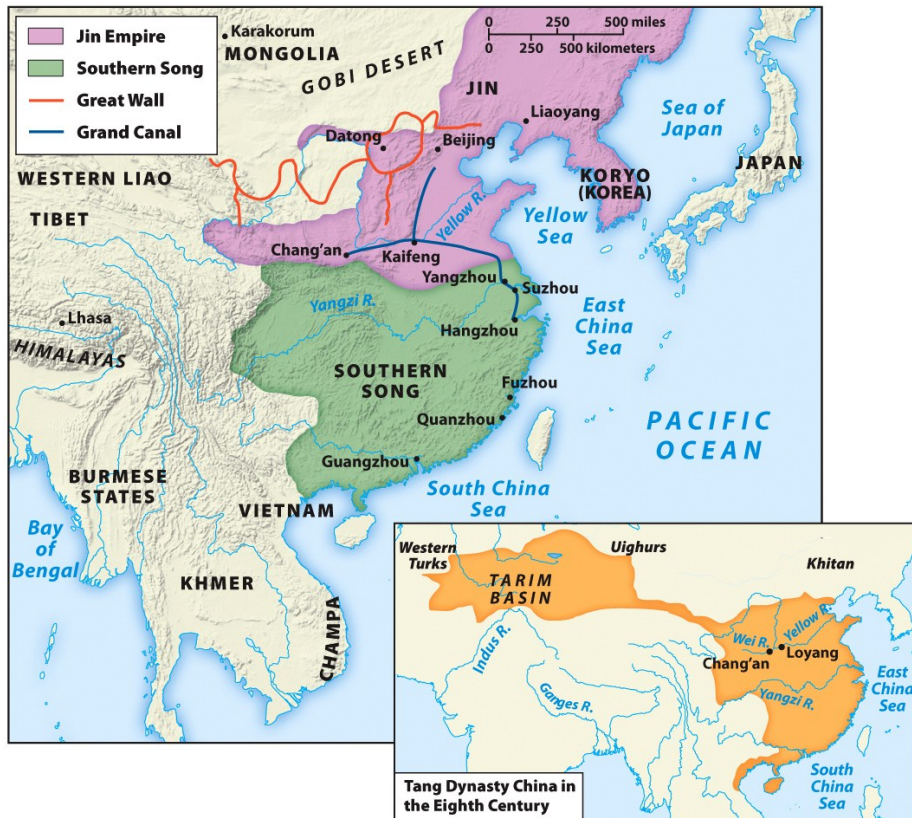 Jin Empire
Southern Song
Great Wall
Grand Canal
Karakorum
MONGOLIA
GOBI DESERT
0 250 500 miles
0 250 500 kilometers
JIN
Liaoyang
Sea of
Japan
Datong
Beijing
JAPAN
KORYO
(KOREA)
WESTERN LIAO
TIBET
Yellow R.
Yellow
Sea
Chang'an
Kaifeng
Yangzhou
Suzhou
Yangzi R.
East
China
Sea
Lhasa
Hangzhou
HIMALAYAS
SOUTHERN
SONG
Fuzhou
Quanzhou
PACIFIC
OCEAN
Guangzhou
BURMESE
STATES
South China
Sea
VIETNAM
Bay
of
Bengal
KHMER
CHAMPA
Western
Turks
Uighurs
Khitan
TARIM
BASIN
Indus R.
Wei R.
Yellow R.
Chang'an
Loyang
Ganges R.
Yangzi R.
East
China
Sea
South
China
Sea
Tang Dynasty China in
the Eighth Century